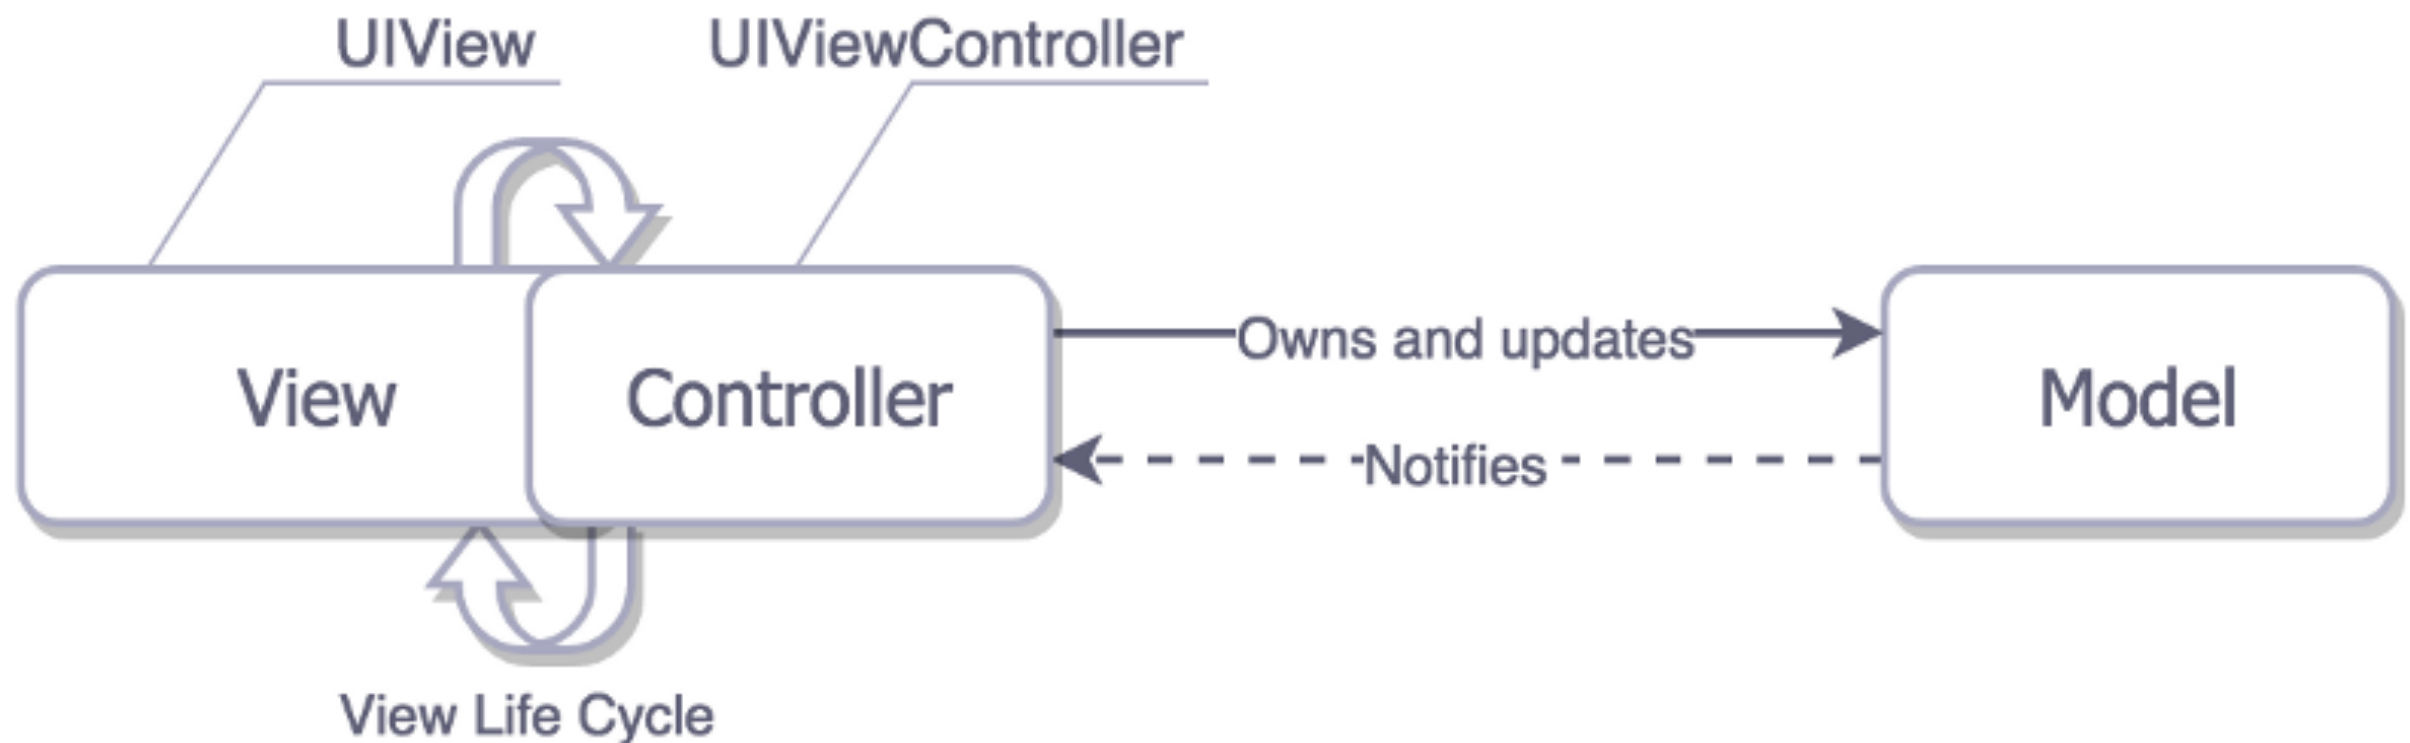 UIView
UIViewController
View
Controller
Owns and updates
Notifies
Model
View Life Cycle